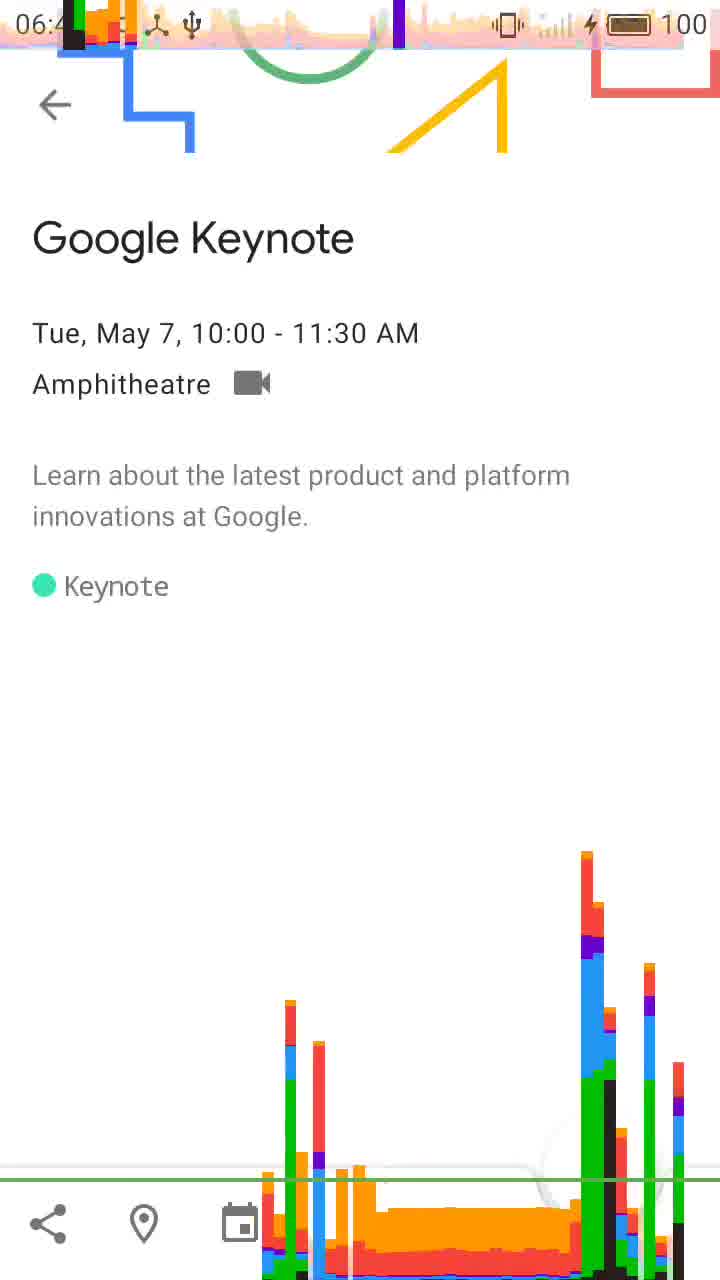 06:4
100
Google Keynote
Tue, May 7, 10:00 - 11:30 AM
Amphitheatre
Learn about the latest product and platform
innovations at Google.
Keynote